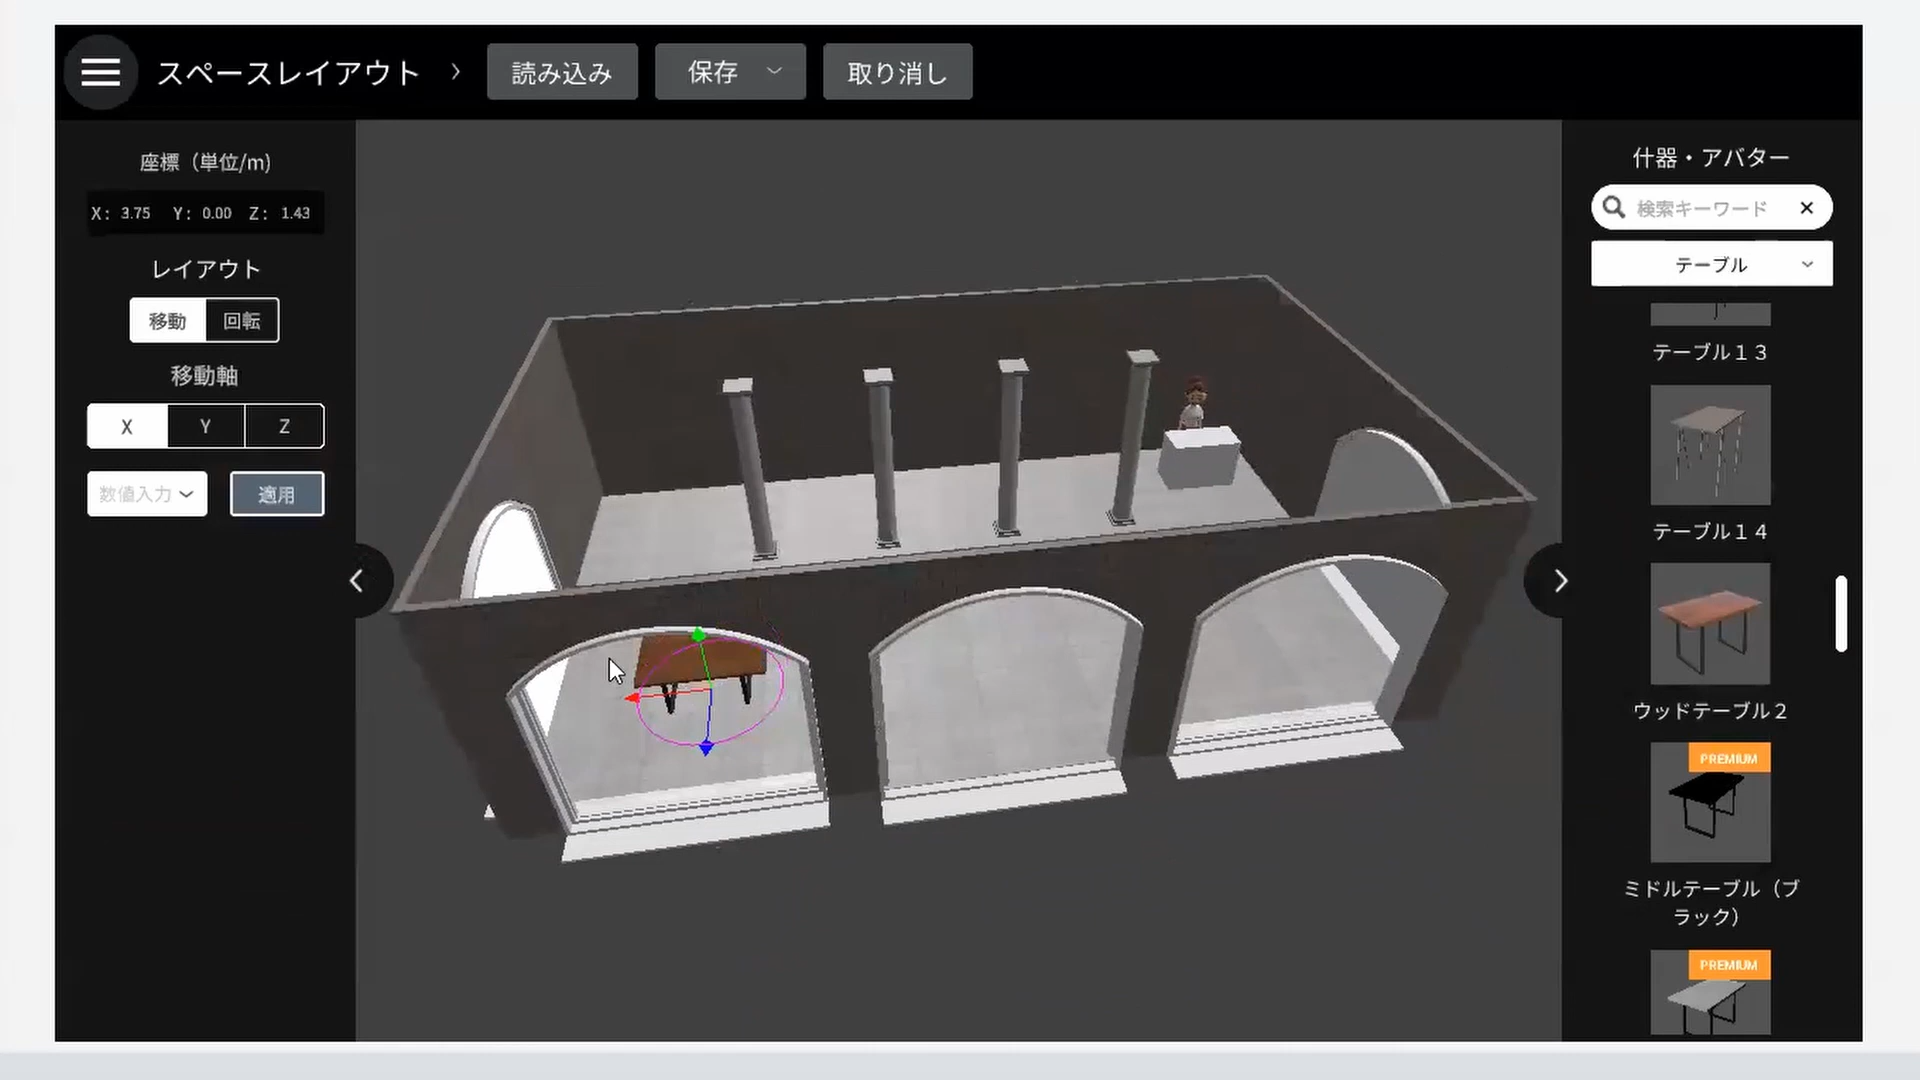 スペースレイアウト
読み込み
保存
取り消し
座標（単位/m)
X: 3.75 Y: 0.00 Z: 1.43
レイアウト
移動 回転
移動軸
X Y Z
数値入力 適用
什器・アバター
検索キーワード
テーブル
テーブル１３
テーブル１４
ウッドテーブル２
PREMIUM
ミドルテーブル（ブ
ラック）
PREMIUM